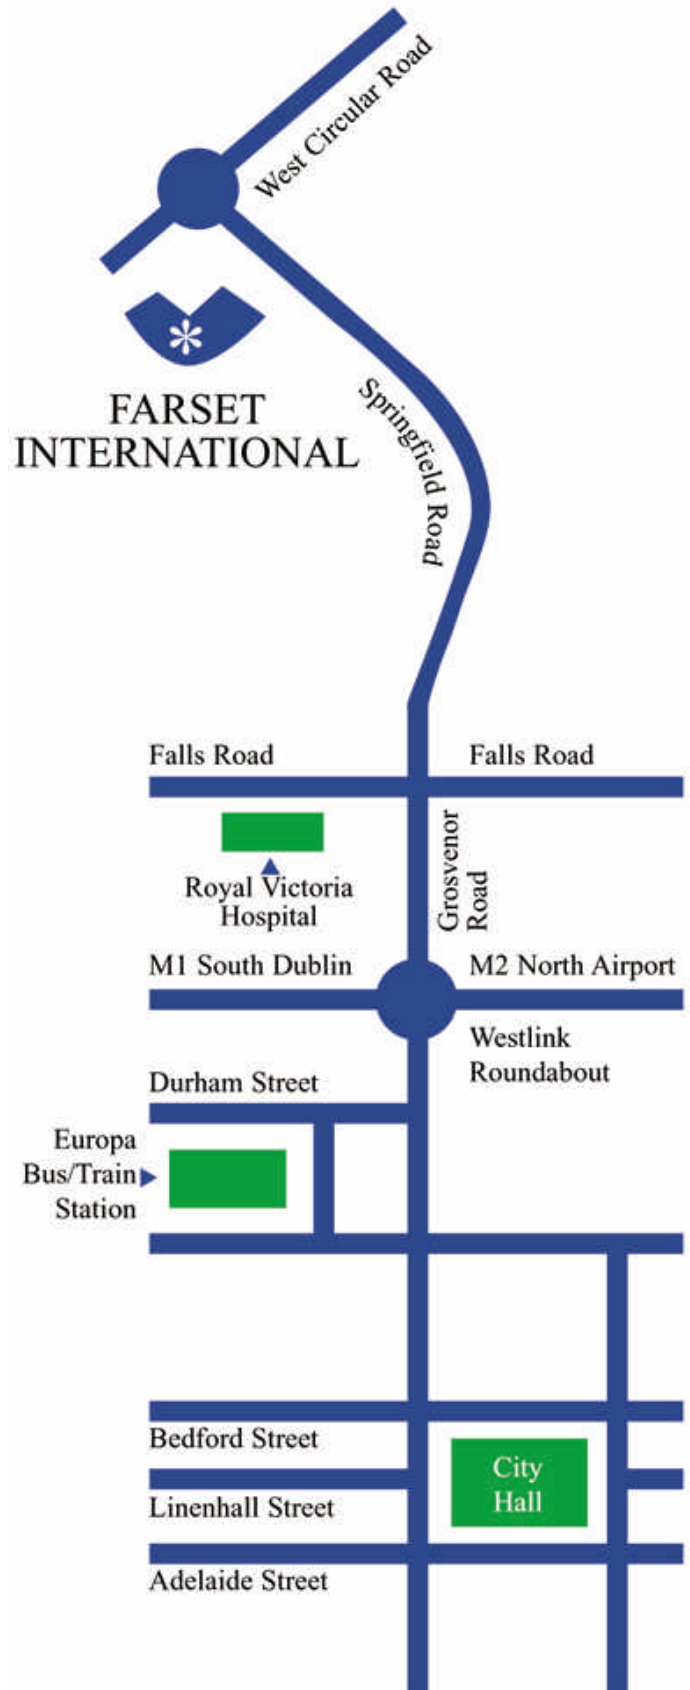 West Circular Road
FARSET
INTERNATIONAL
Springfield Road
Falls Road
Falls Road
Royal Victoria
Hospital
Grosvenor
Road
M1 South Dublin
M2 North Airport
Westlink
Roundabout
Durham Street
Europa
Bus/Train
Station
Bedford Street
City
Hall
Linenhall Street
Adelaide Street